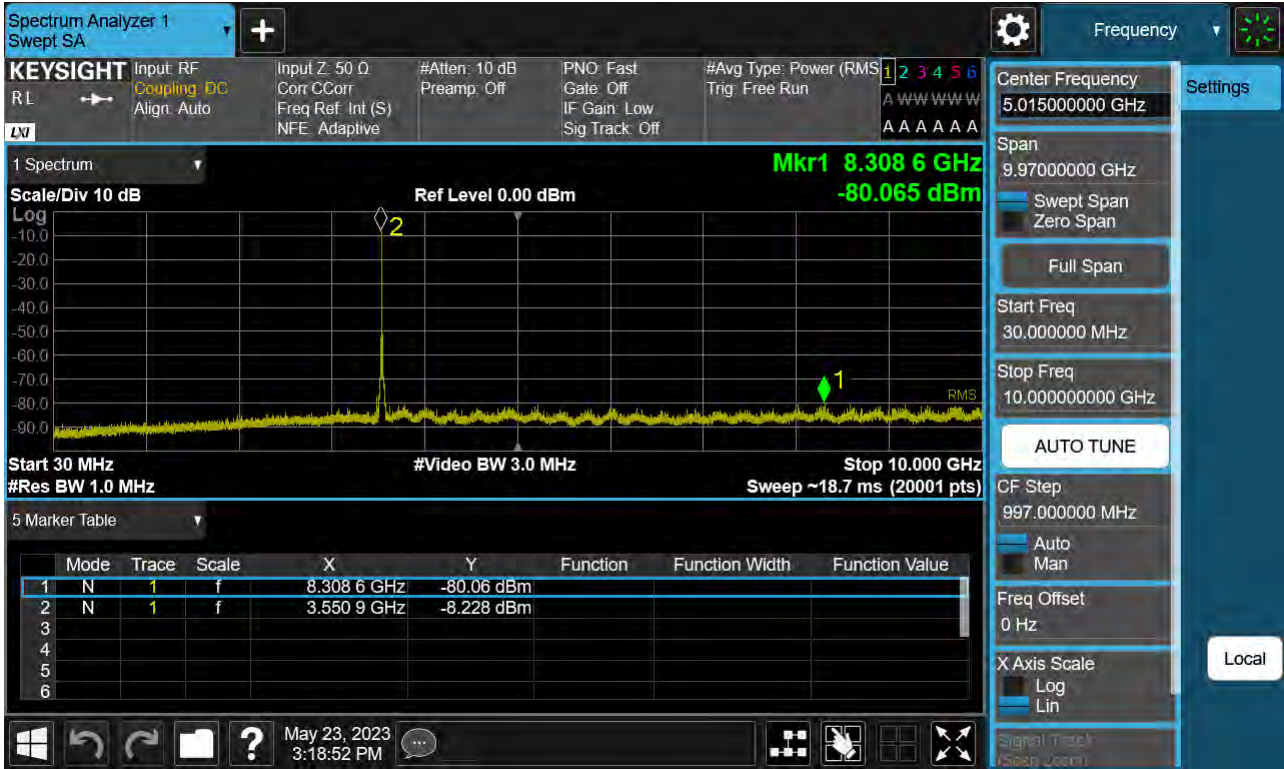 Spectrum Analyzer 1
Swept SA
+
Frequency
KEYSIGHT
R L
LXI
Input: RF
Coupling: DC
Align: Auto
Input Z: 50 Ω
Corr CCorr
Freq Ref: Int (S)
NFE: Adaptive
#Atten: 10 dB
Preamp: Off
PNO: Fast
Gate: Off
IF Gain: Low
Sig Track: Off
#Avg Type: Power (RMS
Trig: Free Run
1 2 3 4 5 6
A W W W W W
A A A A A A
Center Frequency
5.015000000 GHz
Settings
1 Spectrum
Mkr1 8.308 6 GHz
-80.065 dBm
Scale/Div 10 dB
Ref Level 0.00 dBm
Log
-10.0
-20.0
-30.0
-40.0
-50.0
-60.0
-70.0
-80.0
-90.0
2
1
RMS
Start 30 MHz
#Video BW 3.0 MHz
Stop 10.000 GHz
#Res BW 1.0 MHz
Sweep ~18.7 ms (20001 pts)
Span
9.97000000 GHz
Swept Span
Zero Span
Full Span
Start Freq
30.000000 MHz
Stop Freq
10.000000000 GHz
AUTO TUNE
CF Step
997.000000 MHz
Auto
Man
Freq Offset
0 Hz
X Axis Scale
Log
Lin
Signal Track
(Span Zoom)
Local
5 Marker Table
Mode Trace Scale X Y Function Function Width Function Value
1 N 1 f 8.308 6 GHz -80.06 dBm
2 N 1 f 3.550 9 GHz -8.228 dBm
3
4
5
6
?
May 23, 2023
3:18:52 PM